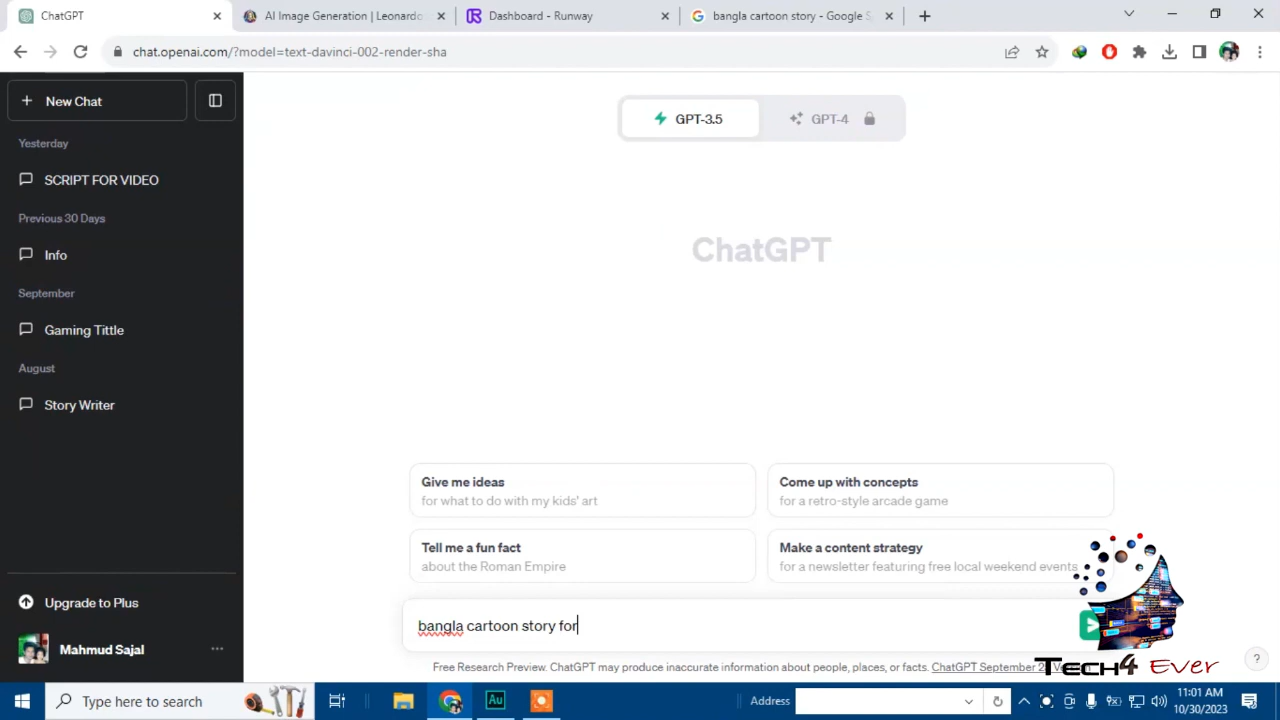 ChatGPT
AI Image Generation | Leonardo
Dashboard - Runway
bangla cartoon story - Google S
chat.openai.com/?model=text-davinci-002-render-sha
New Chat
Yesterday
SCRIPT FOR VIDEO
Previous 30 Days
Info
September
Gaming Tittle
August
Story Writer
Upgrade to Plus
Mahmud Sajal
GPT-3.5
GPT-4
ChatGPT
Give me ideas
for what to do with my kids' art
Come up with concepts
for a retro-style arcade game
Tell me a fun fact
about the Roman Empire
Make a content strategy
for a newsletter featuring free local weekend events
bangla cartoon story for
Free Research Preview. ChatGPT may produce inaccurate information about people, places, or facts. ChatGPT September
Tech4 Ever
?
Type here to search
Au
Address
11:01 AM
10/30/2023